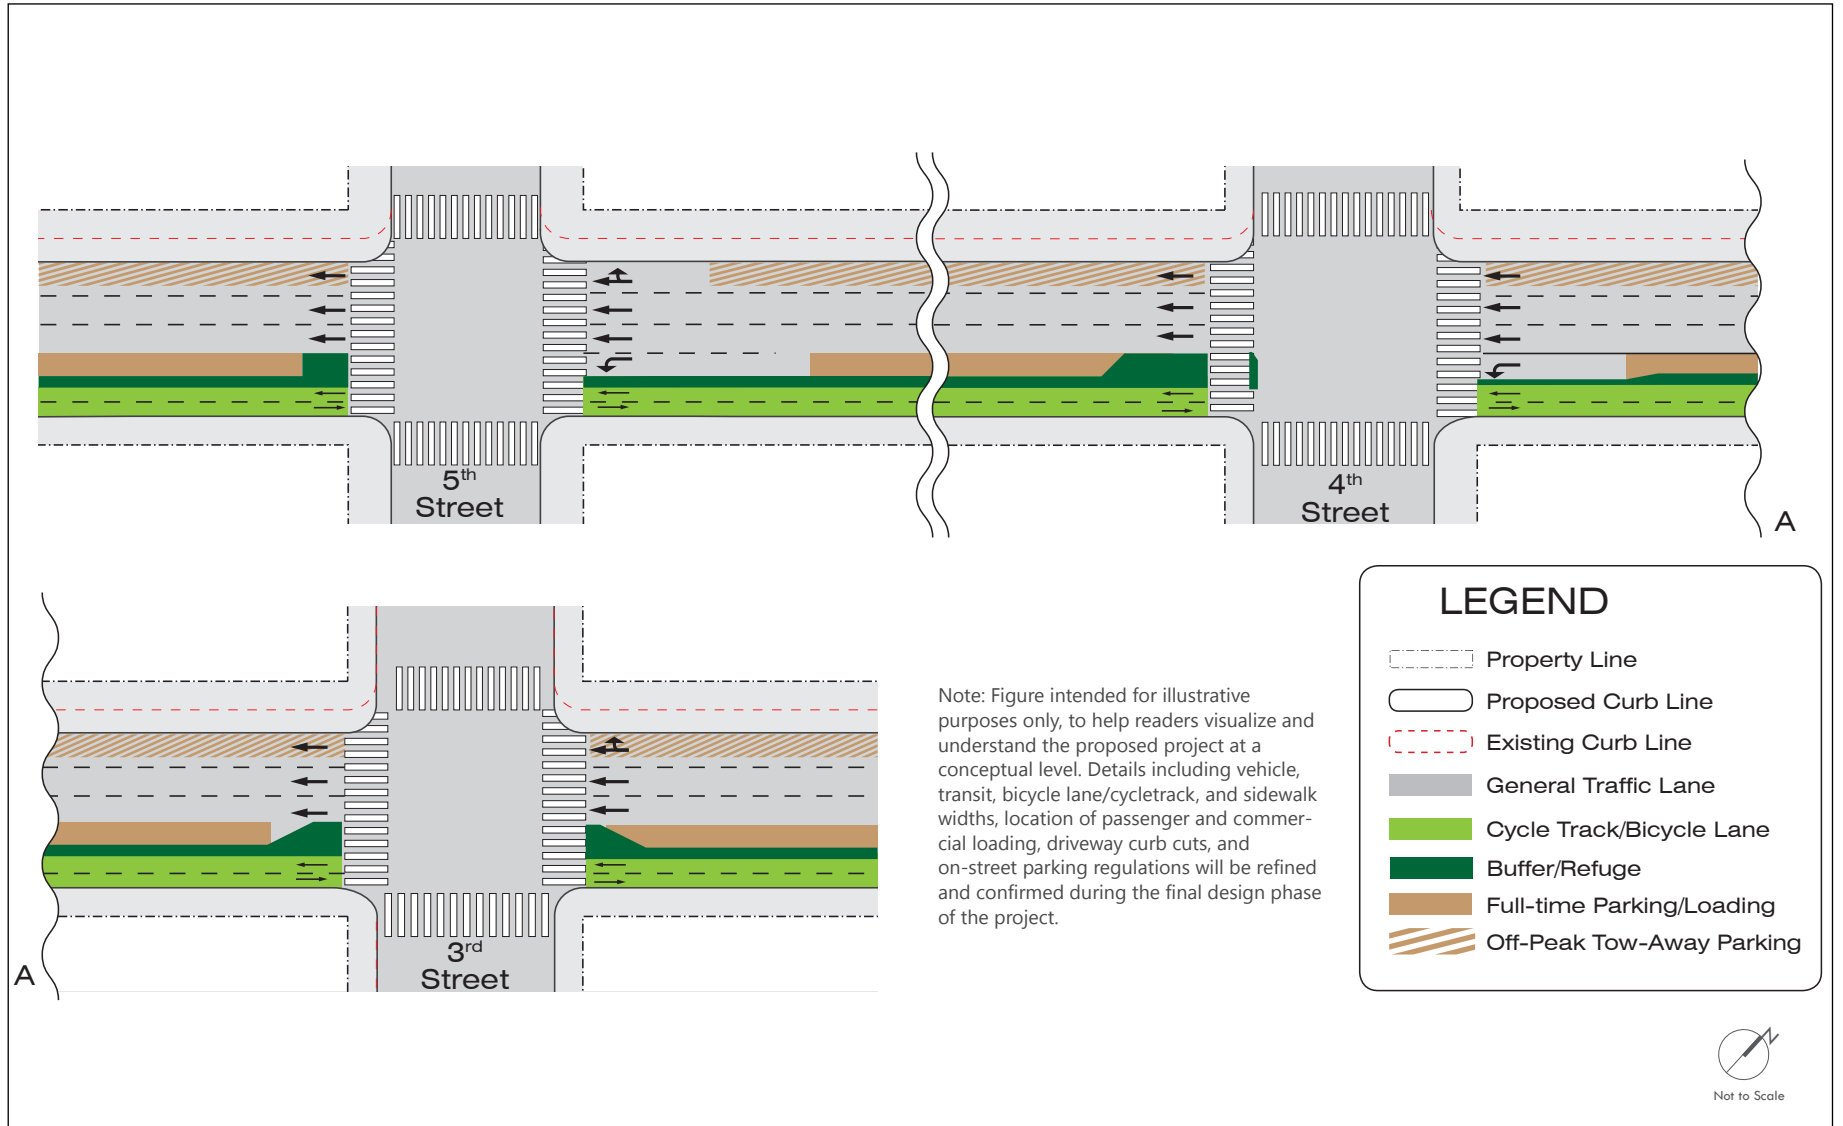 5th
Street
4th
Street
A
3rd
Street
A
Note: Figure intended for illustrative
purposes only, to help readers visualize and
understand the proposed project at a
conceptual level. Details including vehicle,
transit, bicycle lane/cycletrack, and sidewalk
widths, location of passenger and commer-
cial loading, driveway curb cuts, and
on-street parking regulations will be refined
and confirmed during the final design phase
of the project.
LEGEND
Property Line
Proposed Curb Line
Existing Curb Line
General Traffic Lane
Cycle Track/Bicycle Lane
Buffer/Refuge
Full-time Parking/Loading
Off-Peak Tow-Away Parking
N
Not to Scale